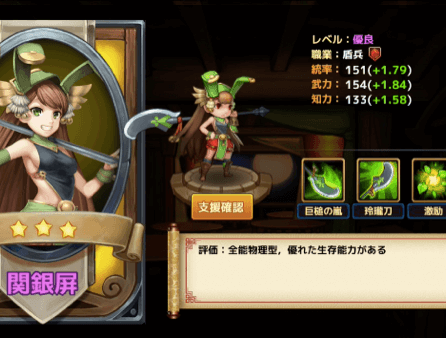 レベル：優良
職業：盾兵
統率：151(+1.79)
武力：154(+1.84)
知力：133(+1.58)
支援確認
巨鎚の嵐
玲瓏刀
激励
評価：全能物理型，優れた生存能力がある
関銀屏